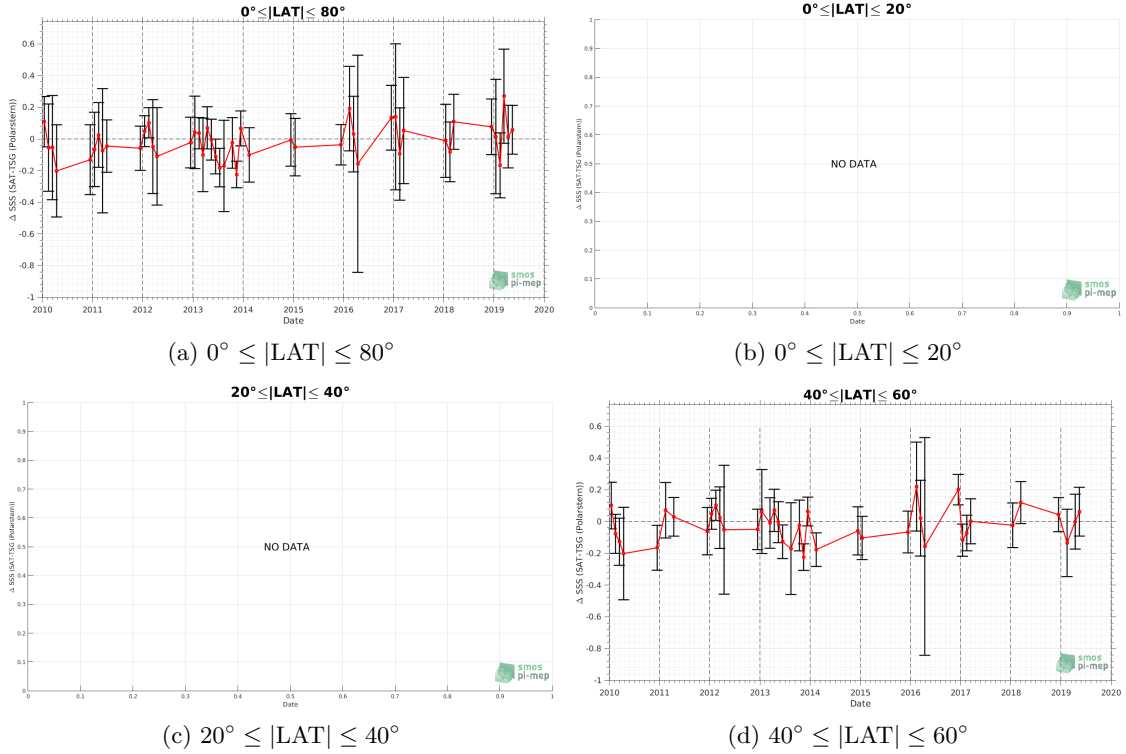 0°≤|LAT|≤ 80°
Δ SSS (SAT-TSG (Polarstern))
0.6
0.4
0.2
0
-0.2
-0.4
-0.6
-0.8
-1
2010 2011 2012 2013 2014 2015 2016 2017 2018 2019 2020
Date
smos
pi-mep
(a) 0° ≤ |LAT| ≤ 80°
0°≤|LAT|≤ 20°
Δ SSS (SAT-TSG (Polarstern))
1
0.9
0.8
0.7
0.6
0.5
0.4
0.3
0.2
0.1
0
NO DATA
0 0.1 0.2 0.3 0.4 0.5 0.6 0.7 0.8 0.9 1
Date
smos
pi-mep
(b) 0° ≤ |LAT| ≤ 20°
20°≤|LAT|≤ 40°
Δ SSS (SAT-TSG (Polarstern))
1
0.9
0.8
0.7
0.6
0.5
0.4
0.3
0.2
0.1
0
NO DATA
0 0.1 0.2 0.3 0.4 0.5 0.6 0.7 0.8 0.9 1
Date
smos
pi-mep
(c) 20° ≤ |LAT| ≤ 40°
40°≤|LAT|≤ 60°
Δ SSS (SAT-TSG (Polarstern))
0.6
0.4
0.2
0
-0.2
-0.4
-0.6
-0.8
-1
2010 2011 2012 2013 2014 2015 2016 2017 2018 2019 2020
Date
smos
pi-mep
(d) 40° ≤ |LAT| ≤ 60°